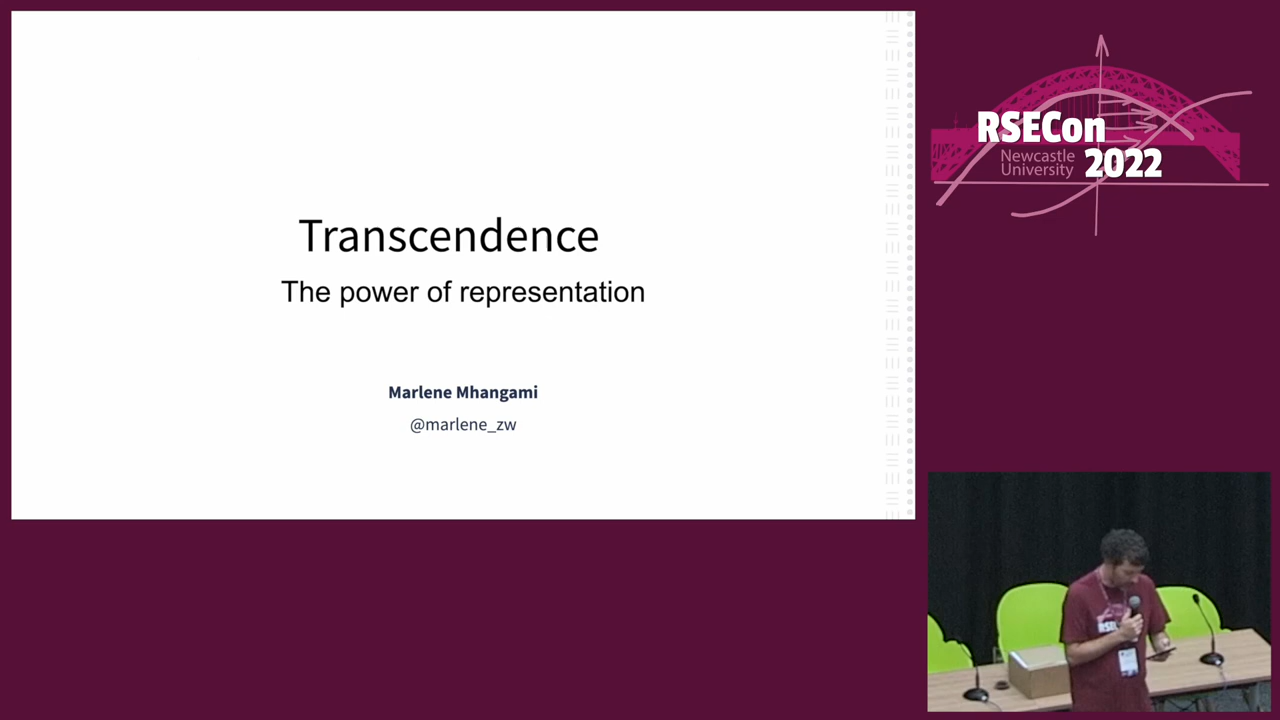 Transcendence
The power of representation
Marlene Mhangami
@marlene_zw
RSECon
Newcastle
University
2022